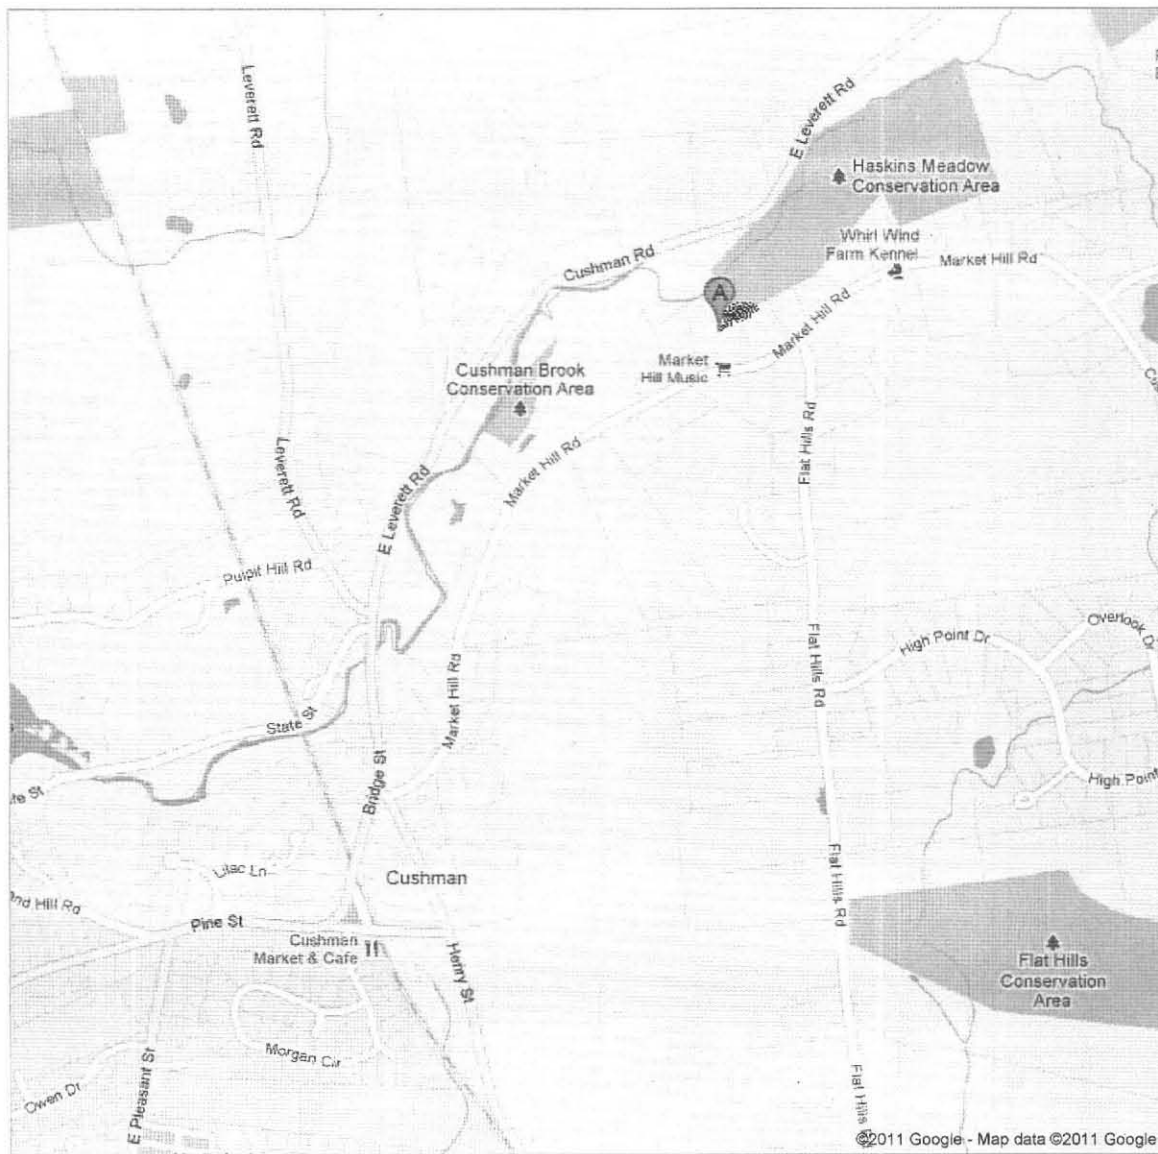 Leverett Rd
E Leverett Rd
Haskins Meadow
Conservation Area
Whirl Wind
Farm Kennel
Market Hill Rd
Cushman Rd
A
Market Hill Rd
Market
Hill Music
Cushman Brook
Conservation Area
Flat Hills Rd
Market Hill Rd
Leverett Rd
E Leverett Rd
Pulpit Hill Rd
Overlook Dr
High Point Dr
Flat Hills Rd
Market Hill Rd
State St
Bridge St
High Point
St
Lilac Ln
Cushman
Flat Hills Rd
Hill Rd
Pine St
Cushman
Market & Cafe
Henry St
Flat Hills
Conservation
Area
Morgan Cir
Owen Dr
E Pleasant St
Flat Hills
©2011 Google - Map data ©2011 Google